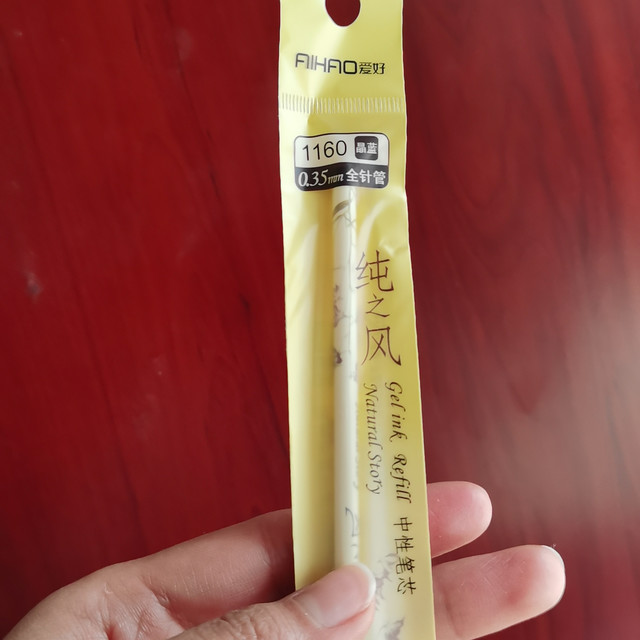 AIHAO爱好
1160 晶蓝
0.35mm 全针管
纯之风
Gel ink Refill 中性笔芯
Natural Story